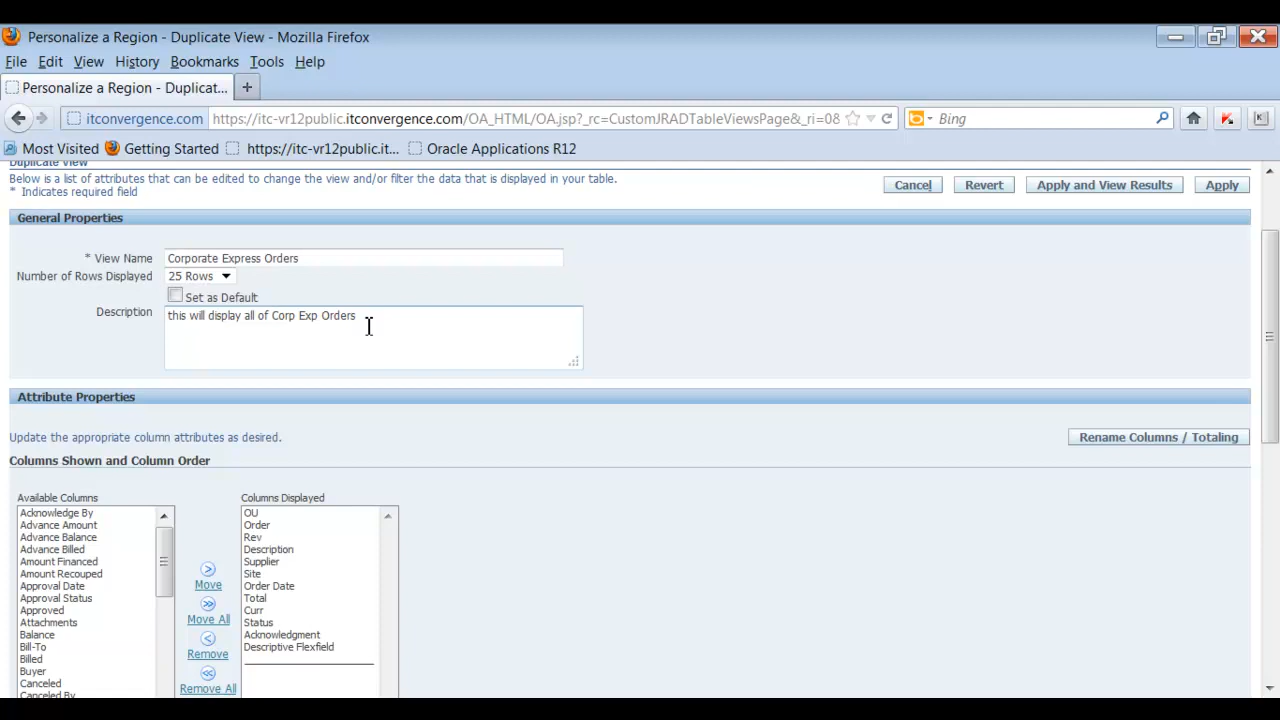 Personalize a Region - Duplicate View - Mozilla Firefox
File Edit View History Bookmarks Tools Help
Personalize a Region - Duplicat... +
itconvergence.com https://itc-vr12public.itconvergence.com/OA_HTML/OA.jsp?_rc=CustomJRADTableViewsPage&_ri=08 Bing
Most Visited Getting Started https://itc-vr12public.it... Oracle Applications R12
Duplicate View
Below is a list of attributes that can be edited to change the view and/or filter the data that is displayed in your table.
* Indicates required field
Cancel Revert Apply and View Results Apply
General Properties
* View Name Corporate Express Orders
Number of Rows Displayed 25 Rows
Set as Default
Description this will display all of Corp Exp Orders
Attribute Properties
Update the appropriate column attributes as desired.
Rename Columns / Totaling
Columns Shown and Column Order
Available Columns
Acknowledge By
Advance Amount
Advance Balance
Advance Billed
Amount Financed
Amount Recouped
Approval Date
Approval Status
Approved
Attachments
Balance
Bill-To
Billed
Buyer
Canceled
Canceled By
Move
Move All
Remove
Remove All
Columns Displayed
OU
Order
Rev
Description
Supplier
Site
Order Date
Total
Curr
Status
Acknowledgment
Descriptive Flexfield